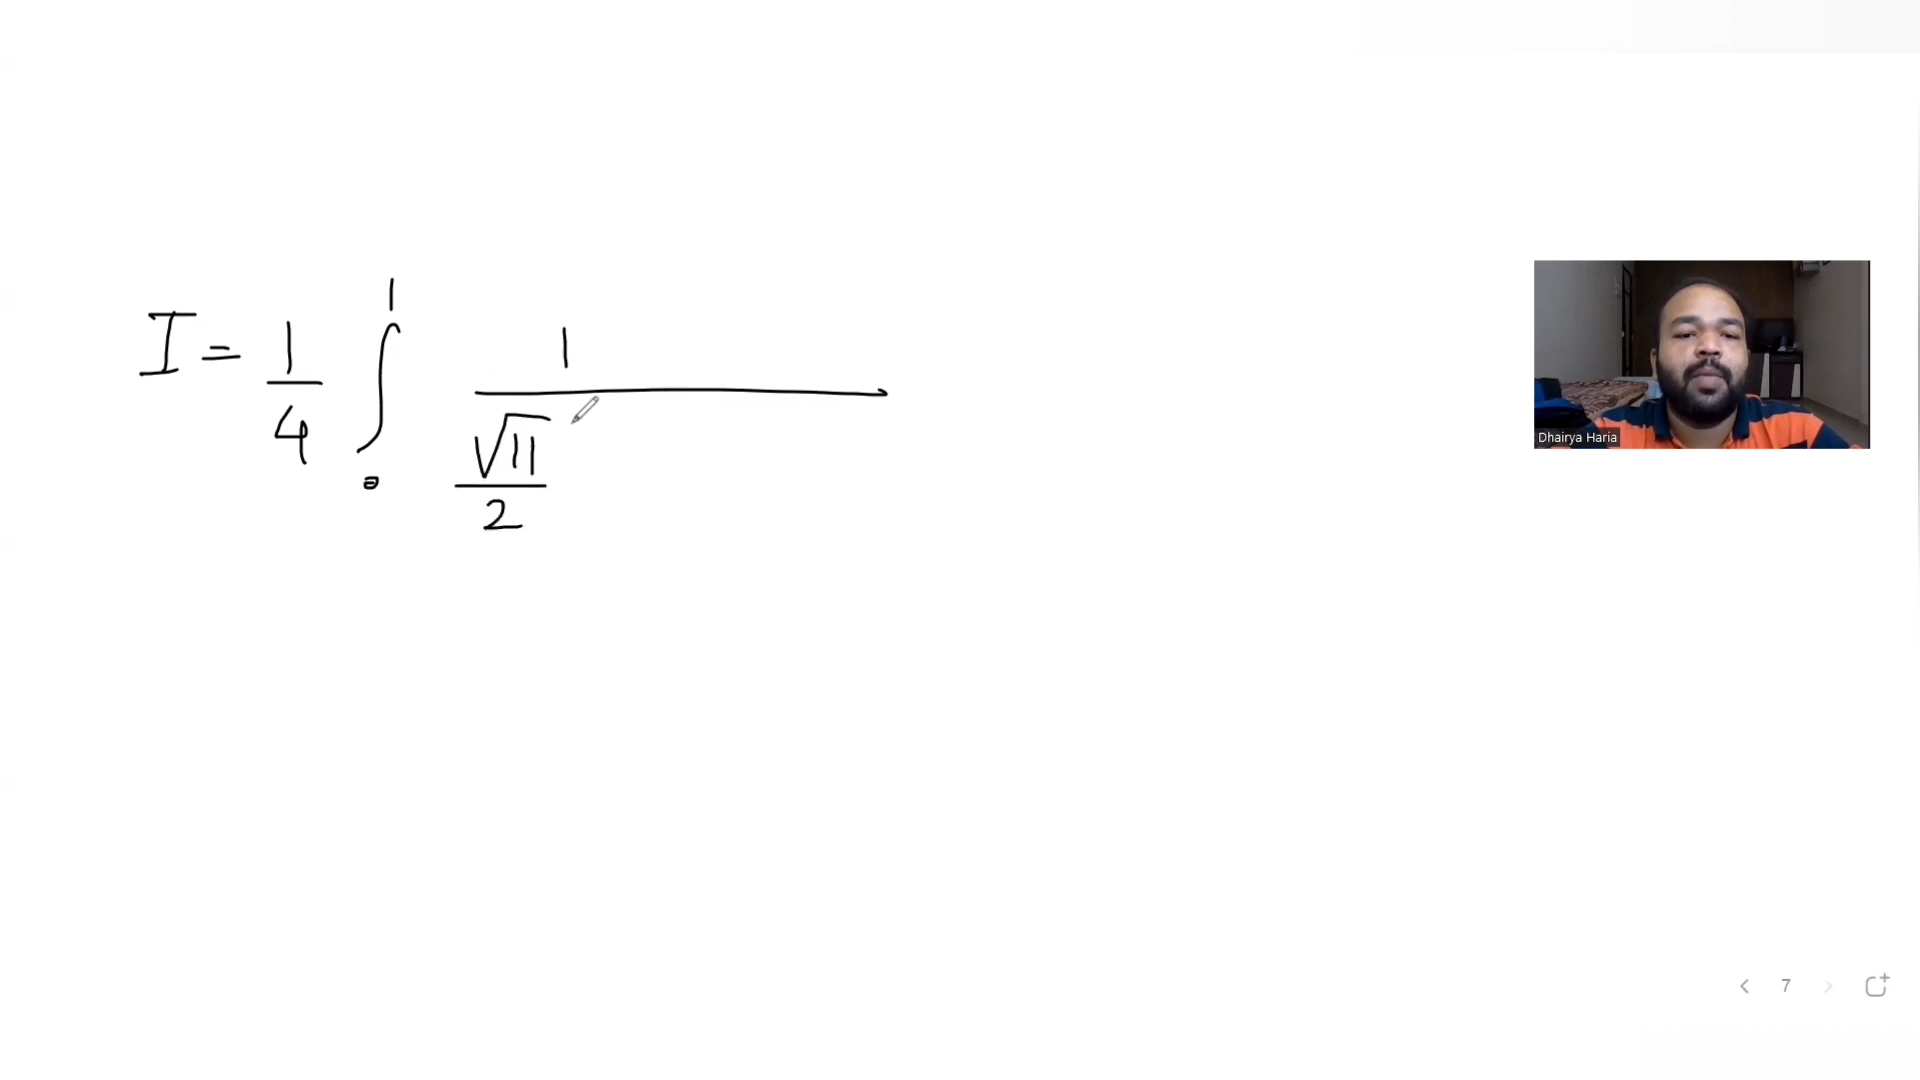 I = 1/4 ∫₀¹ 1/(√11/2)
Dhairya Haria
7